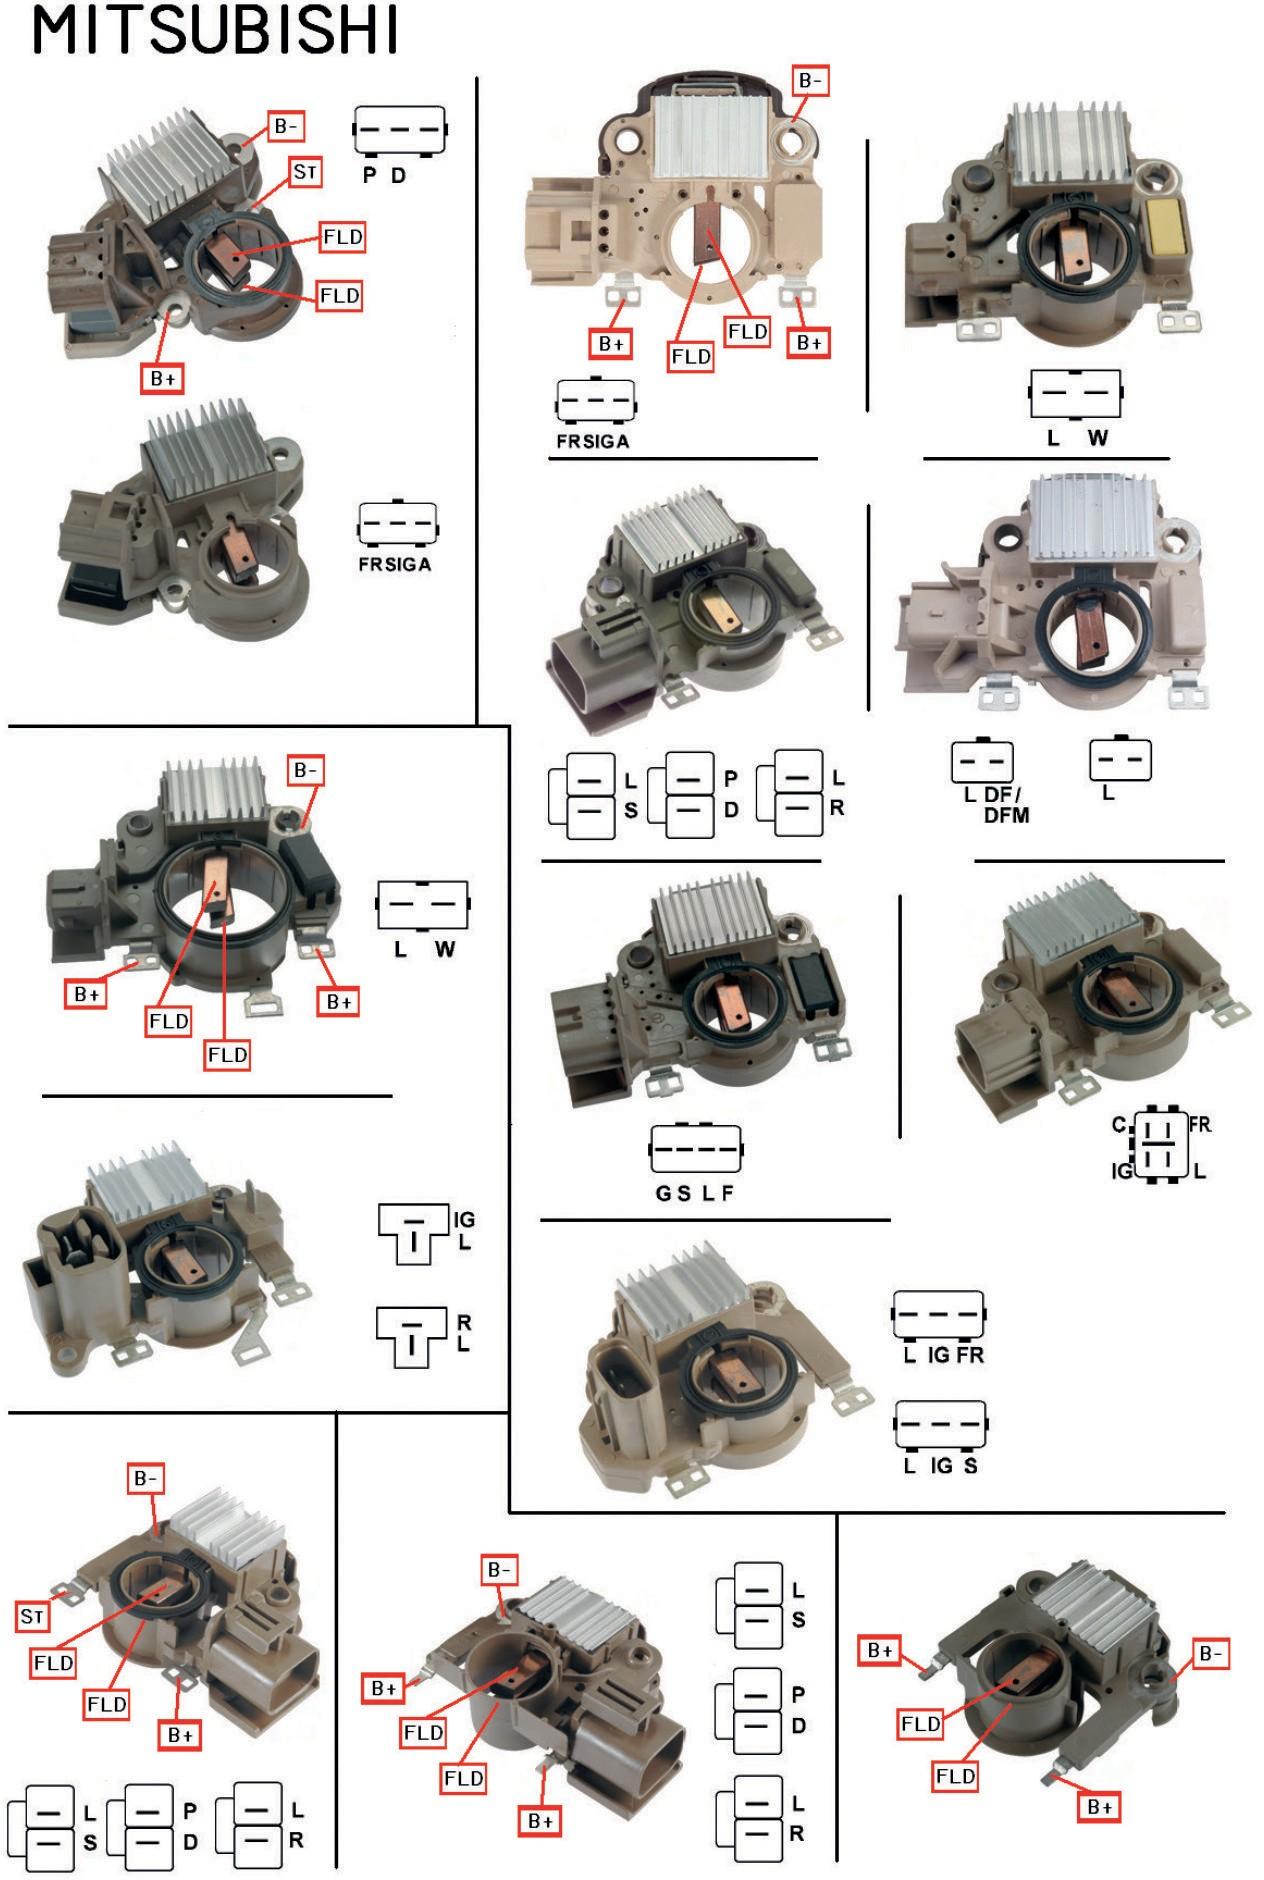 MITSUBISHI
B-
ST
FLD
FLD
B+
P D
FRSIGA
B-
B+
FLD
FLD
B+
FRSIGA
L W
L
S
P
D
L
R
L DF/
DFM
L
B-
B+
FLD
FLD
B+
L W
IG
L
R
L
G S L F
C FR
IG L
L IG FR
L IG S
B-
ST
FLD
FLD
B+
L
S
P
D
L
R
B-
B+
FLD
FLD
B+
L
S
P
D
L
R
B+
B-
FLD
FLD
B+